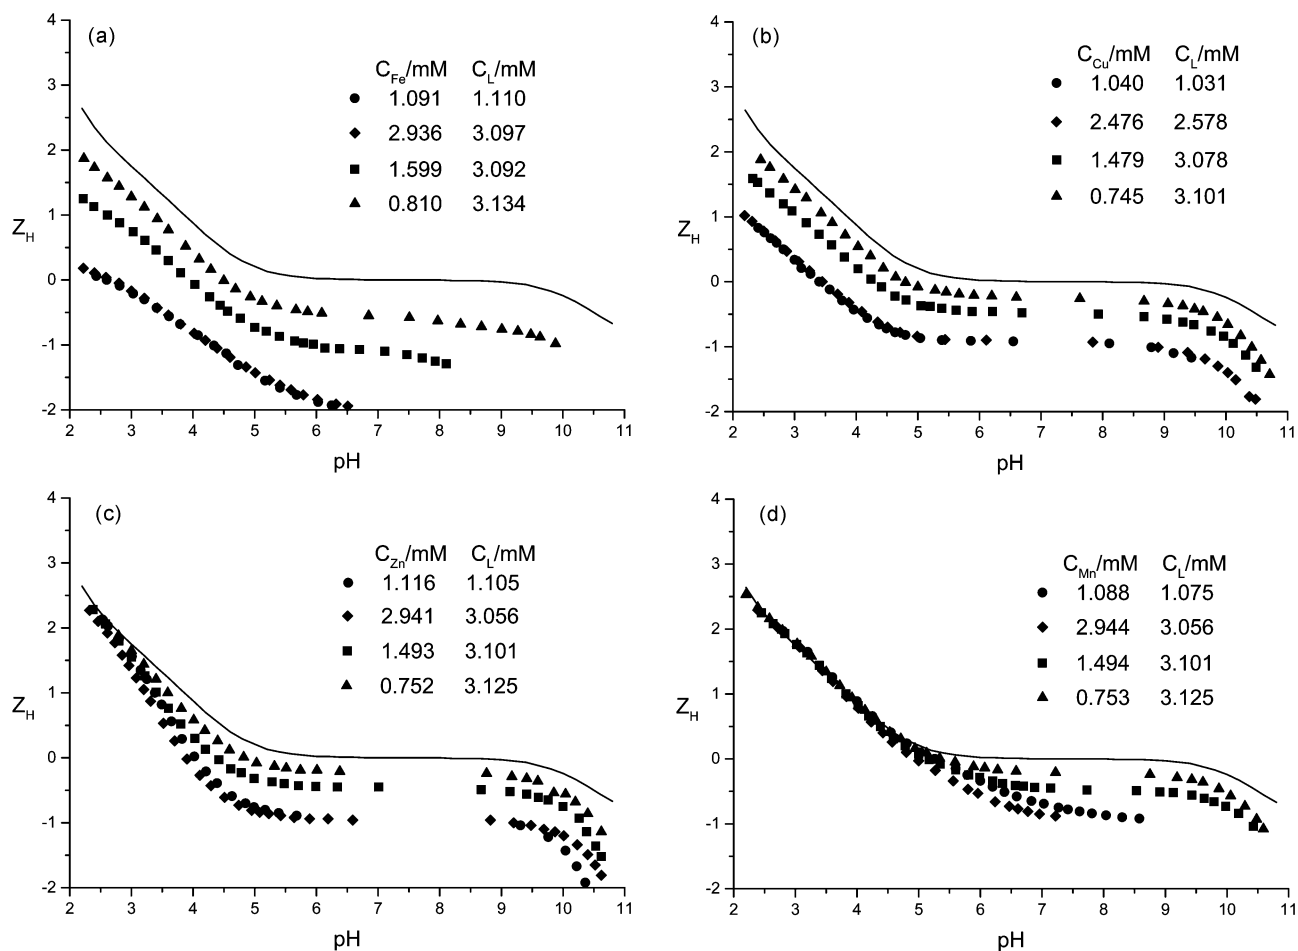 (a)
C_Fe/mM C_L/mM
1.091 1.110
2.936 3.097
1.599 3.092
0.810 3.134
4
3
2
1
0
-1
-2
Z_H
2 3 4 5 6 7 8 9 10 11
pH
(b)
C_Cu/mM C_L/mM
1.040 1.031
2.476 2.578
1.479 3.078
0.745 3.101
4
3
2
1
0
-1
-2
Z_H
2 3 4 5 6 7 8 9 10 11
pH
(c)
C_Zn/mM C_L/mM
1.116 1.105
2.941 3.056
1.493 3.101
0.752 3.125
4
3
2
1
0
-1
-2
Z_H
2 3 4 5 6 7 8 9 10 11
pH
(d)
C_Mn/mM C_L/mM
1.088 1.075
2.944 3.056
1.494 3.101
0.753 3.125
4
3
2
1
0
-1
-2
Z_H
2 3 4 5 6 7 8 9 10 11
pH